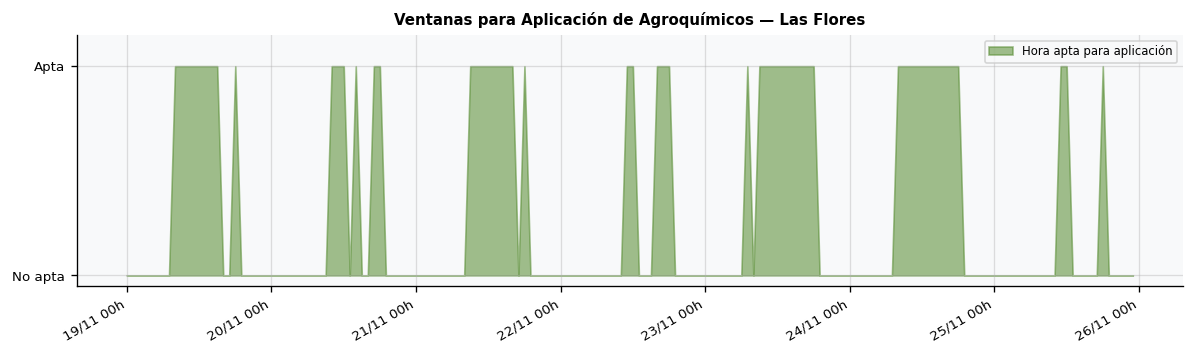 Ventanas para Aplicación de Agroquímicos — Las Flores
Hora apta para aplicación
Apta
No apta
19/11 00h
20/11 00h
21/11 00h
22/11 00h
23/11 00h
24/11 00h
25/11 00h
26/11 00h